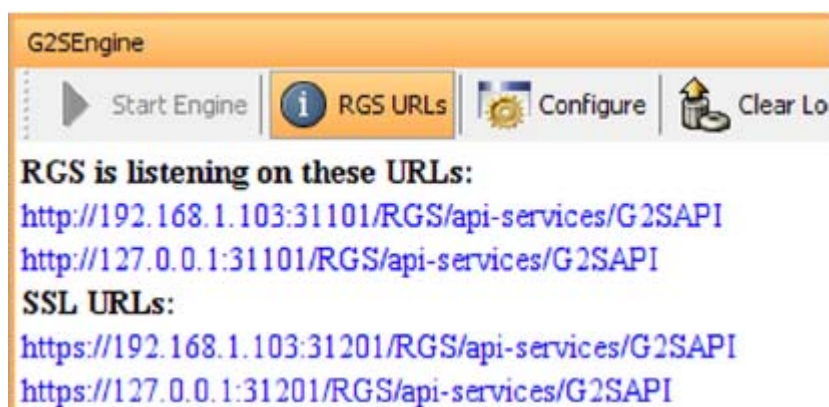 G2SEngine
Start Engine RGS URLs Configure Clear Lo
RGS is listening on these URLs:
http://192.168.1.103:31101/RGS/api-services/G2SAPI
http://127.0.0.1:31101/RGS/api-services/G2SAPI
SSL URLs:
https://192.168.1.103:31201/RGS/api-services/G2SAPI
https://127.0.0.1:31201/RGS/api-services/G2SAPI